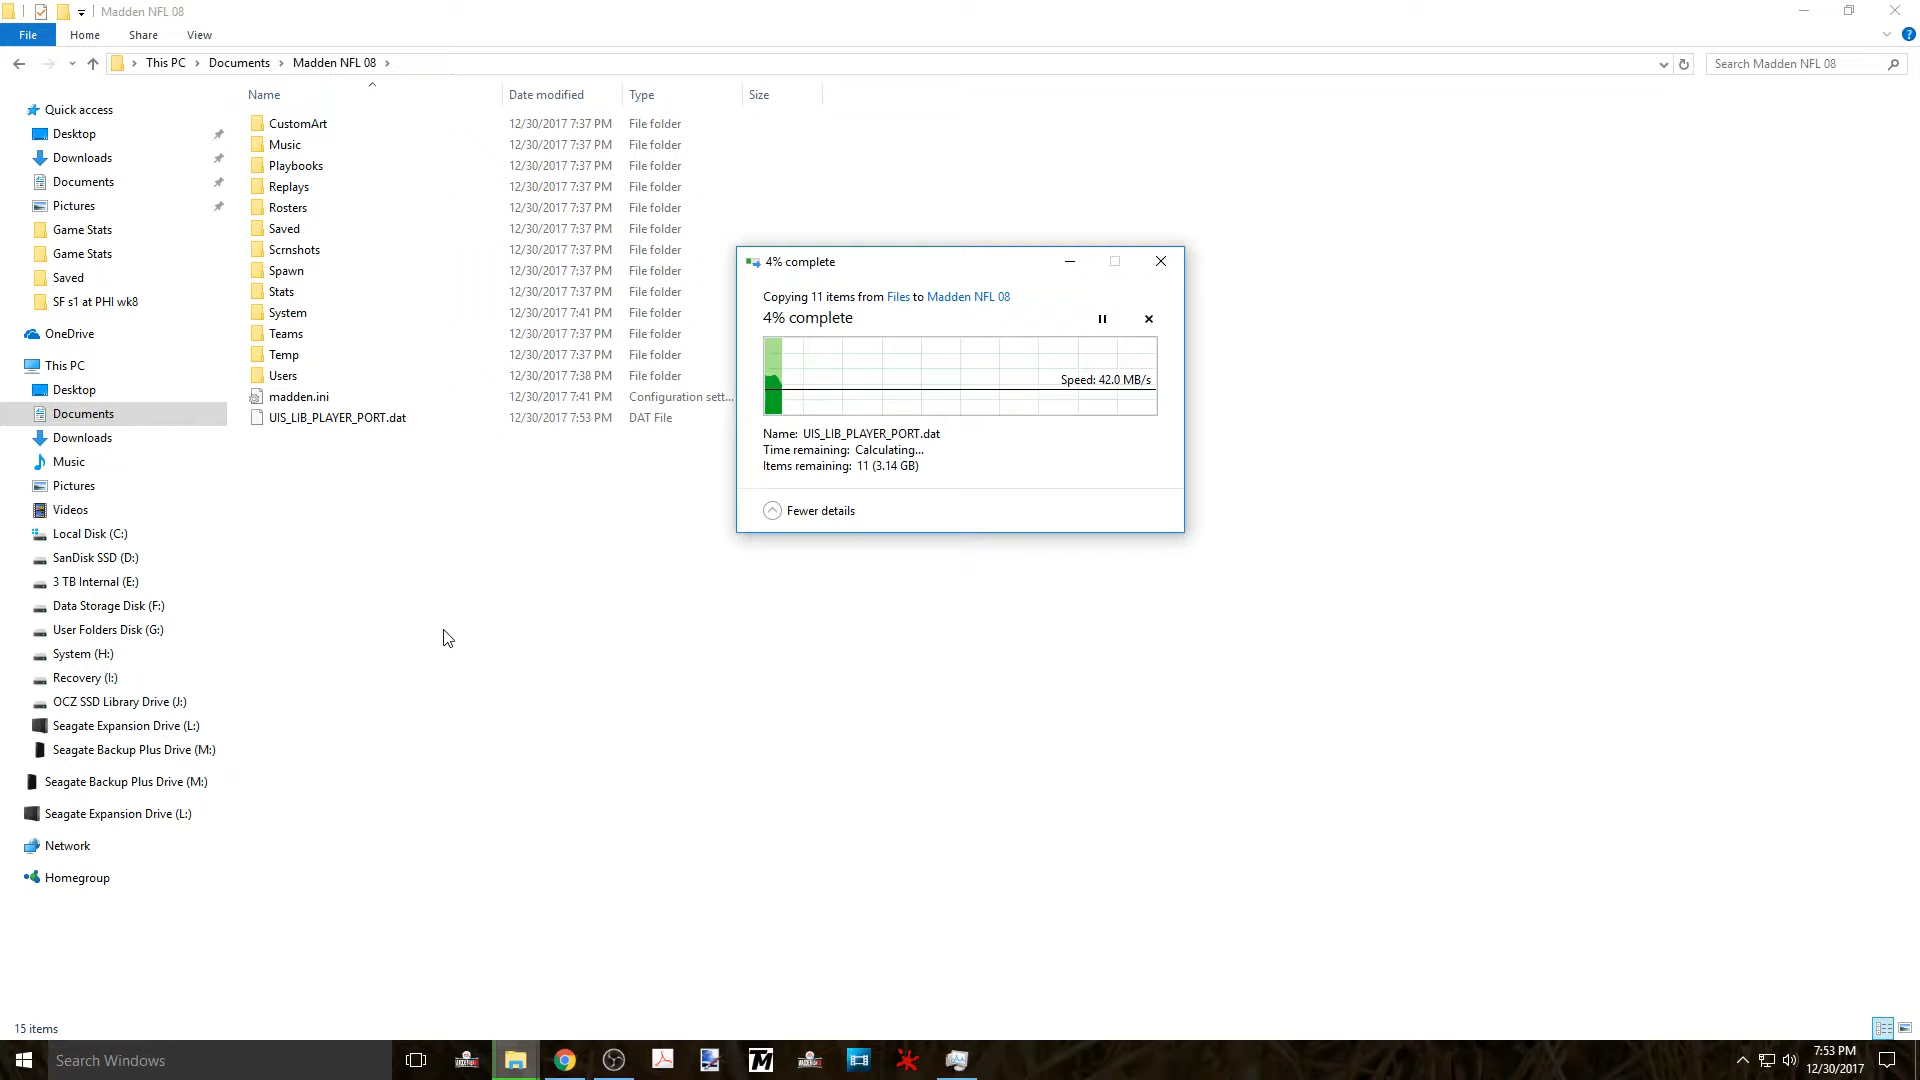 Madden NFL 08
File Home Share View
This PC Documents Madden NFL 08
Search Madden NFL 08
Name Date modified Type Size
Quick access
Desktop
Downloads
Documents
Pictures
Game Stats
Game Stats
Saved
SF s1 at PHI wk8
OneDrive
This PC
Desktop
Documents
Downloads
Music
Pictures
Videos
Local Disk (C:)
SanDisk SSD (D:)
3 TB Internal (E:)
Data Storage Disk (F:)
User Folders Disk (G:)
System (H:)
Recovery (I:)
OCZ SSD Library Drive (J:)
Seagate Expansion Drive (L:)
Seagate Backup Plus Drive (M:)
Seagate Backup Plus Drive (M:)
Seagate Expansion Drive (L:)
Network
Homegroup
CustomArt 12/30/2017 7:37 PM File folder
Music 12/30/2017 7:37 PM File folder
Playbooks 12/30/2017 7:37 PM File folder
Replays 12/30/2017 7:37 PM File folder
Rosters 12/30/2017 7:37 PM File folder
Saved 12/30/2017 7:37 PM File folder
Scrnshots 12/30/2017 7:37 PM File folder
Spawn 12/30/2017 7:37 PM File folder
Stats 12/30/2017 7:37 PM File folder
System 12/30/2017 7:41 PM File folder
Teams 12/30/2017 7:37 PM File folder
Temp 12/30/2017 7:37 PM File folder
Users 12/30/2017 7:38 PM File folder
madden.ini 12/30/2017 7:41 PM Configuration sett...
UIS_LIB_PLAYER_PORT.dat 12/30/2017 7:53 PM DAT File
4% complete
Copying 11 items from Files to Madden NFL 08
4% complete
Speed: 42.0 MB/s
Name: UIS_LIB_PLAYER_PORT.dat
Time remaining: Calculating...
Items remaining: 11 (3.14 GB)
Fewer details
15 items
Search Windows
7:53 PM
12/30/2017